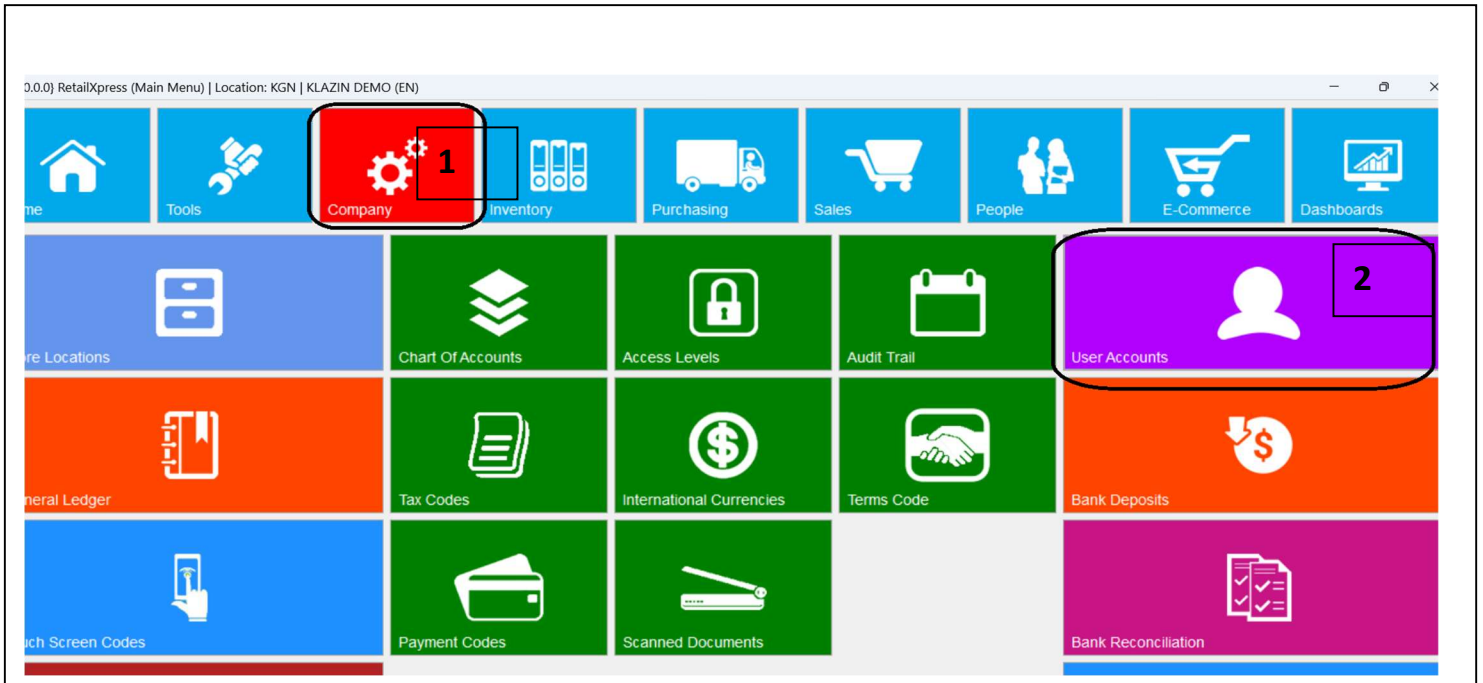 0.0.0} RetailXpress (Main Menu) | Location: KGN | KLAZIN DEMO (EN)
me
Tools
Company
1
Inventory
Purchasing
Sales
People
E-Commerce
Dashboards
re Locations
Chart Of Accounts
Access Levels
Audit Trail
User Accounts
2
neral Ledger
Tax Codes
International Currencies
Terms Code
Bank Deposits
uch Screen Codes
Payment Codes
Scanned Documents
Bank Reconciliation